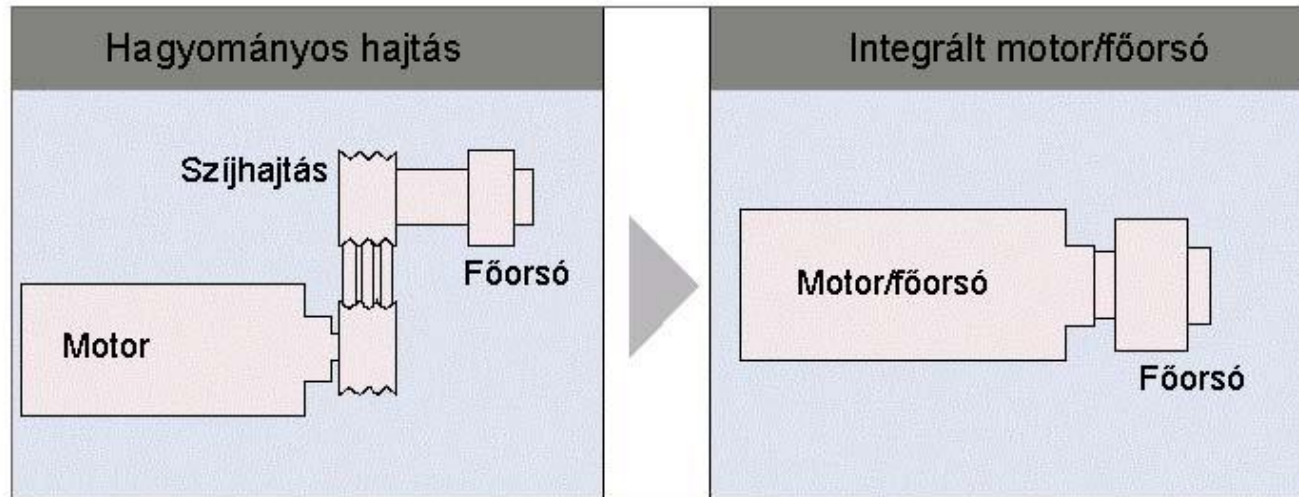 Hagyományos hajtás
Szíjhajtás
Főorsó
Motor
Integrált motor/főorsó
Motor/főorsó
Főorsó